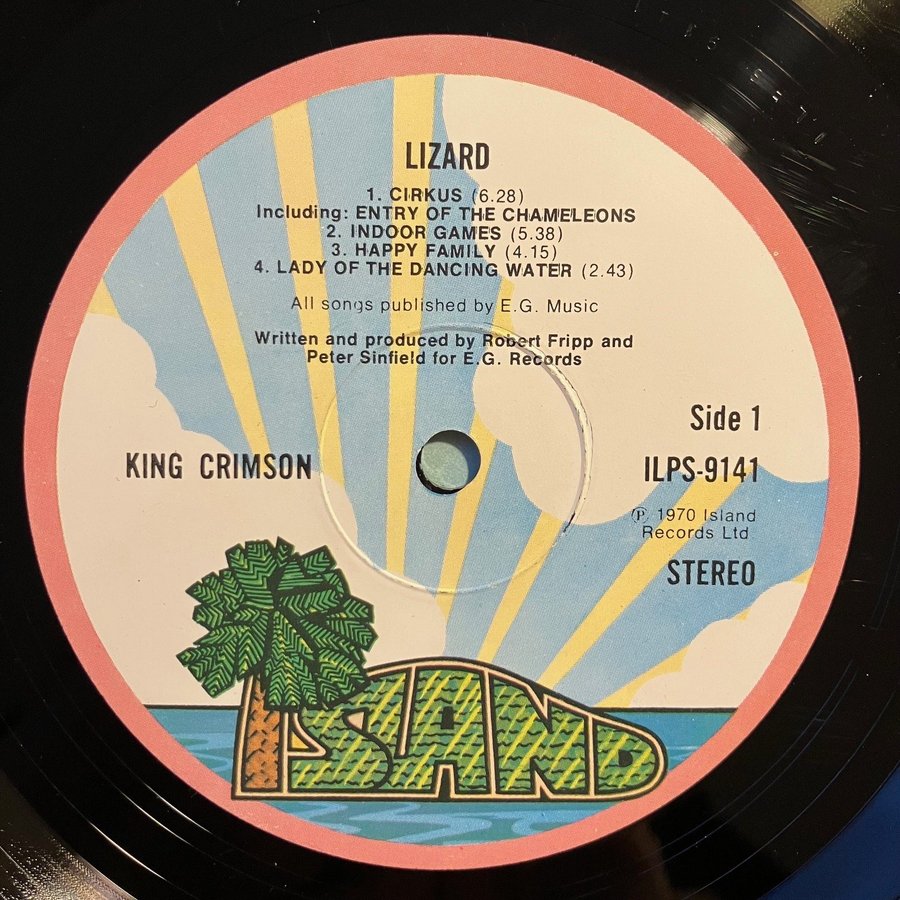 LIZARD
1. CIRKUS (6.28)
Including: ENTRY OF THE CHAMELEONS
2. INDOOR GAMES (5.38)
3. HAPPY FAMILY (4.15)
4. LADY OF THE DANCING WATER (2.43)
All songs published by E.G. Music
Written and produced by Robert Fripp and
Peter Sinfield for E.G. Records
Side 1
KING CRIMSON
ILPS-9141
℗ 1970 Island
Records Ltd
STEREO
ISLAND